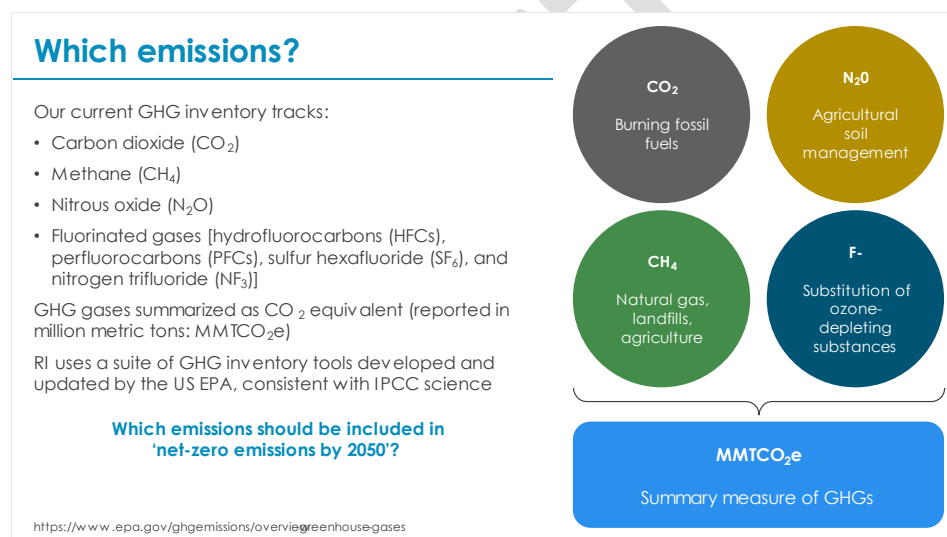 Which emissions?
Our current GHG inventory tracks:
• Carbon dioxide (CO₂)
• Methane (CH₄)
• Nitrous oxide (N₂O)
• Fluorinated gases [hydrofluorocarbons (HFCs),
perfluorocarbons (PFCs), sulfur hexafluoride (SF₆), and
nitrogen trifluoride (NF₃)]
GHG gases summarized as CO ₂ equivalent (reported in
million metric tons: MMTCO₂e)
RI uses a suite of GHG inventory tools developed and
updated by the US EPA, consistent with IPCC science
Which emissions should be included in
‘net-zero emissions by 2050’?
https://www.epa.gov/ghgemissions/overview-greenhouse-gases
CO₂
Burning fossil
fuels
N₂0
Agricultural
soil
management
CH₄
Natural gas,
landfills,
agriculture
F-
Substitution of
ozone-
depleting
substances
MMTCO₂e
Summary measure of GHGs